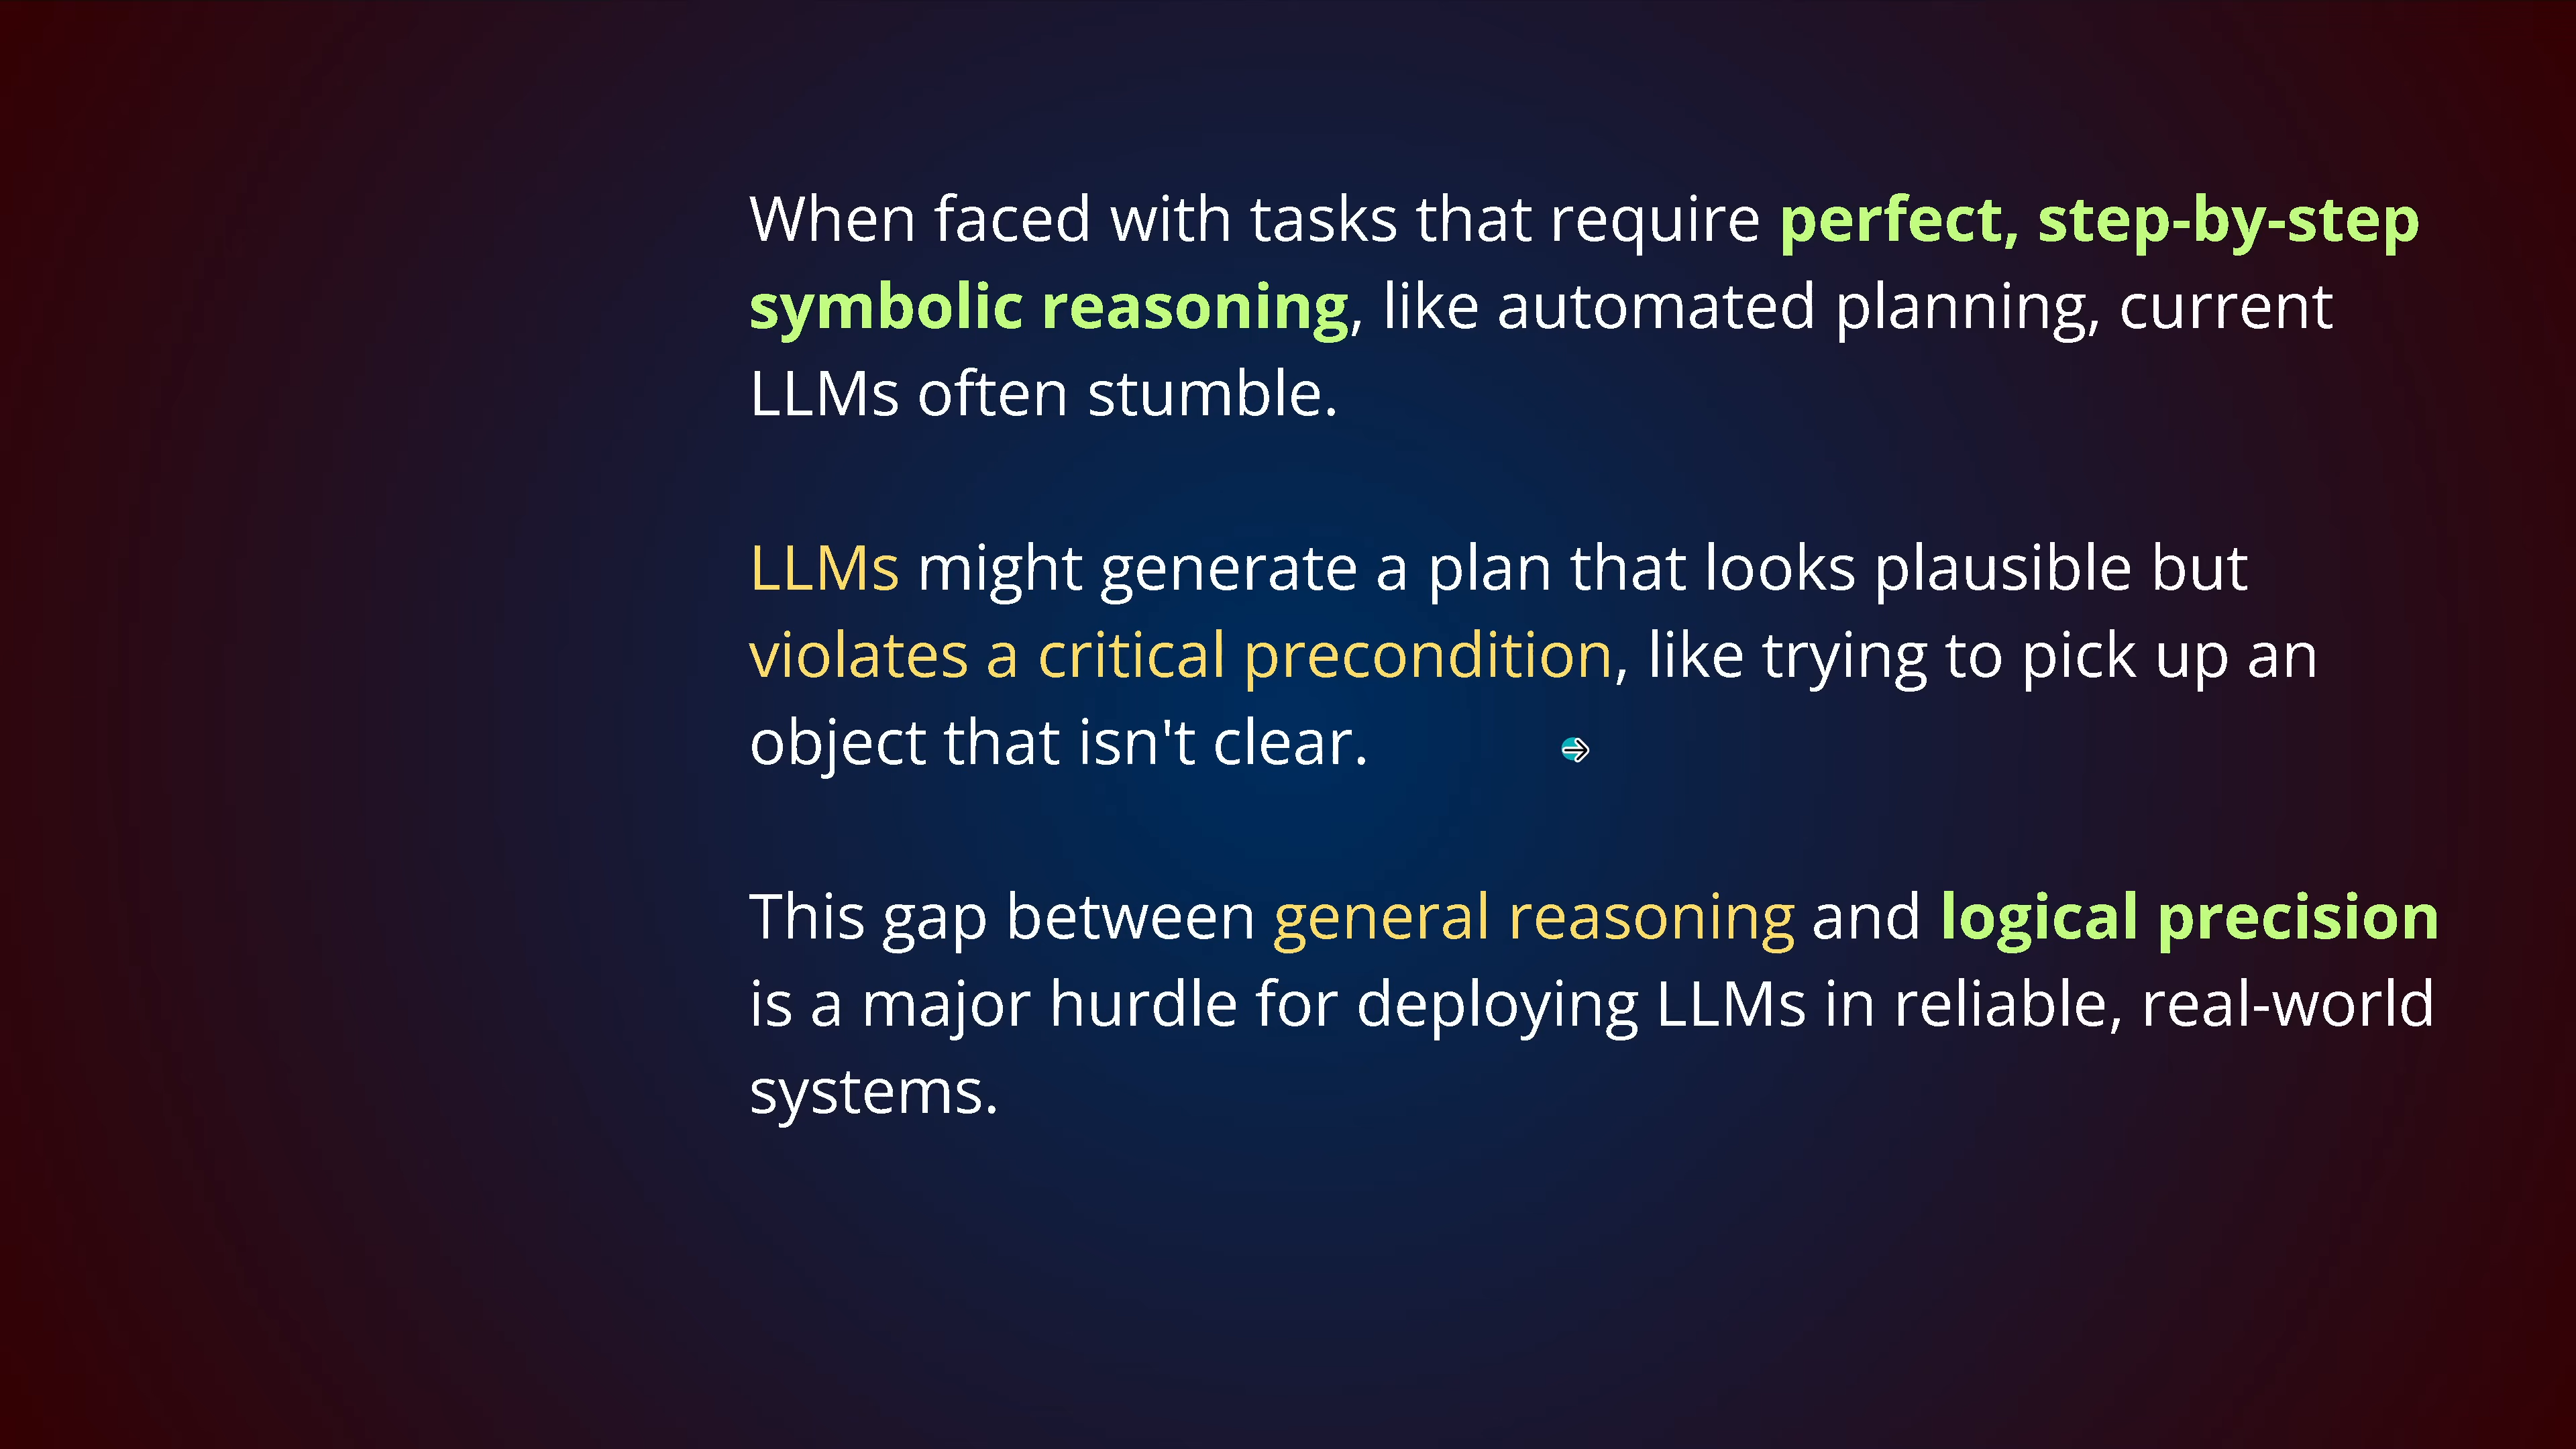 When faced with tasks that require perfect, step-by-step
symbolic reasoning, like automated planning, current
LLMs often stumble.
LLMs might generate a plan that looks plausible but
violates a critical precondition, like trying to pick up an
object that isn't clear.
This gap between general reasoning and logical precision
is a major hurdle for deploying LLMs in reliable, real-world
systems.